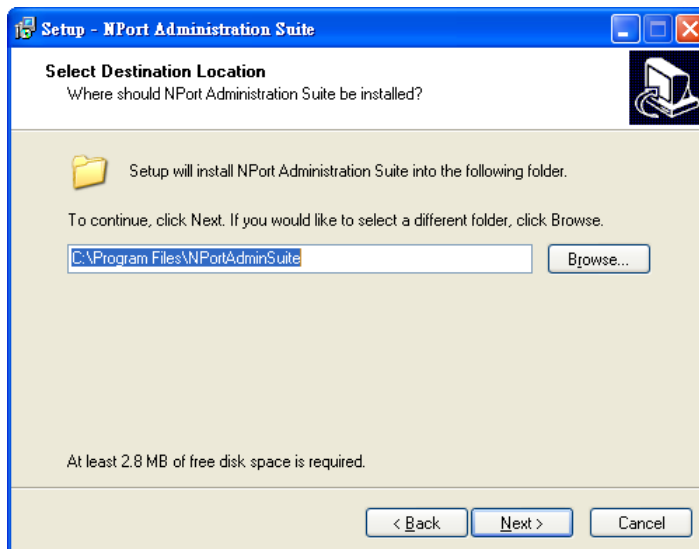 Setup - NPort Administration Suite
Select Destination Location
Where should NPort Administration Suite be installed?
Setup will install NPort Administration Suite into the following folder.
To continue, click Next. If you would like to select a different folder, click Browse.
C:\Program Files\NPortAdminSuite
Browse...
At least 2.8 MB of free disk space is required.
< Back
Next >
Cancel